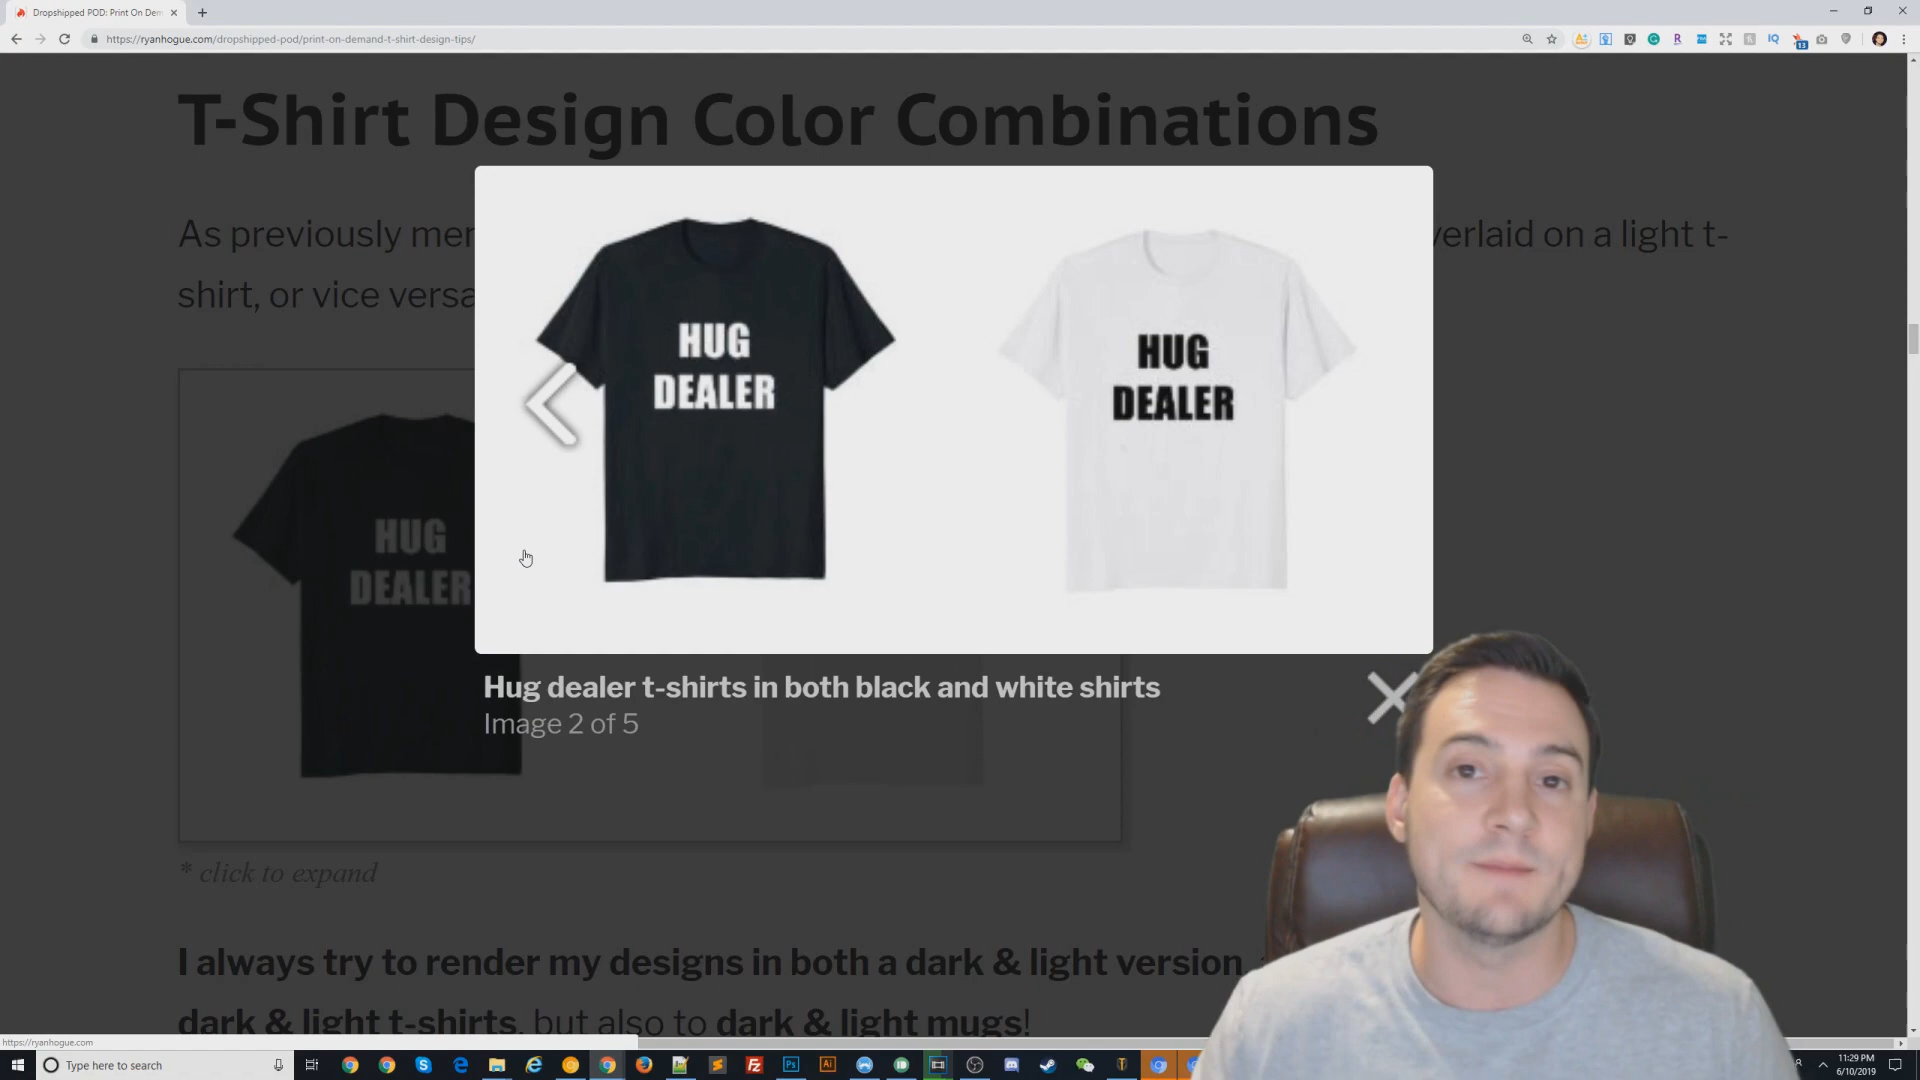 Dropshipped POD: Print On Dem
https://ryanhogue.com/dropshipped-pod/print-on-demand-t-shirt-design-tips/
T-Shirt Design Color Combinations
As previously mer
verlaid on a light t-
shirt, or vice versa
HUG
DEALER
HUG
DEALER
HUG
DEALER
Hug dealer t-shirts in both black and white shirts
Image 2 of 5
* click to expand
I always try to render my designs in both a dark & light version
dark & light t-shirts, but also to dark & light mugs!
https://ryanhogue.com
Type here to search
11:29 PM
6/10/2019